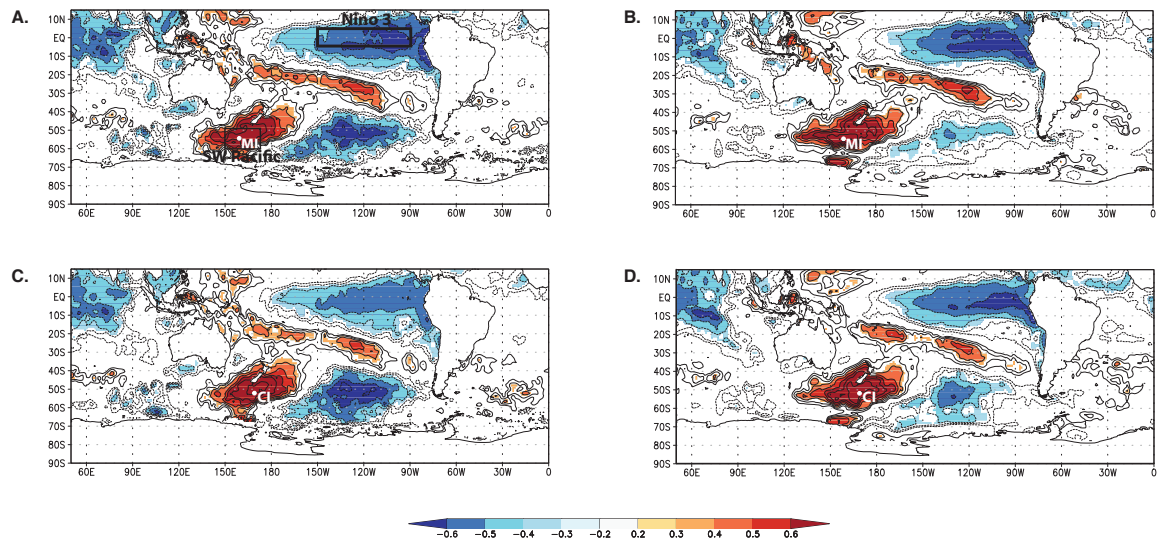 A.
Nino 3
10N
EQ
10S
20S
30S
40S
50S
60S
70S
80S
90S
MI
SW Pacific
60E 90E 120E 150E 180 150W 120W 90W 60W 30W 0
B.
10N
EQ
10S
20S
30S
40S
50S
60S
70S
80S
90S
MI
60E 90E 120E 150E 180 150W 120W 90W 60W 30W 0
C.
10N
EQ
10S
20S
30S
40S
50S
60S
70S
80S
90S
CI
60E 90E 120E 150E 180 150W 120W 90W 60W 30W 0
D.
10N
EQ
10S
20S
30S
40S
50S
60S
70S
80S
90S
CI
60E 90E 120E 150E 180 150W 120W 90W 60W 30W 0
-0.6 -0.5 -0.4 -0.3 -0.2 0.2 0.3 0.4 0.5 0.6